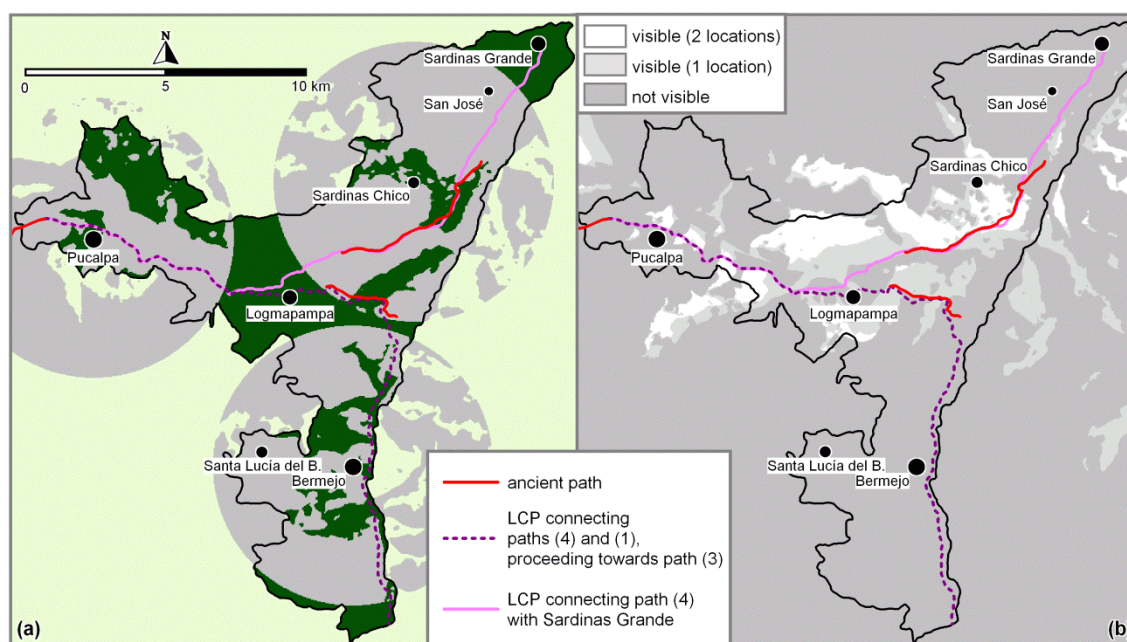 N
0 5 10 km
Sardinas Grande
San José
Sardinas Chico
Pucalpa
Logmapampa
Santa Lucía del B.
Bermejo
(a)
visible (2 locations)
visible (1 location)
not visible
Sardinas Grande
San José
Sardinas Chico
Pucalpa
Logmapampa
Santa Lucía del B.
Bermejo
(b)
ancient path
LCP connecting
paths (4) and (1),
proceeding towards path (3)
LCP connecting path (4)
with Sardinas Grande